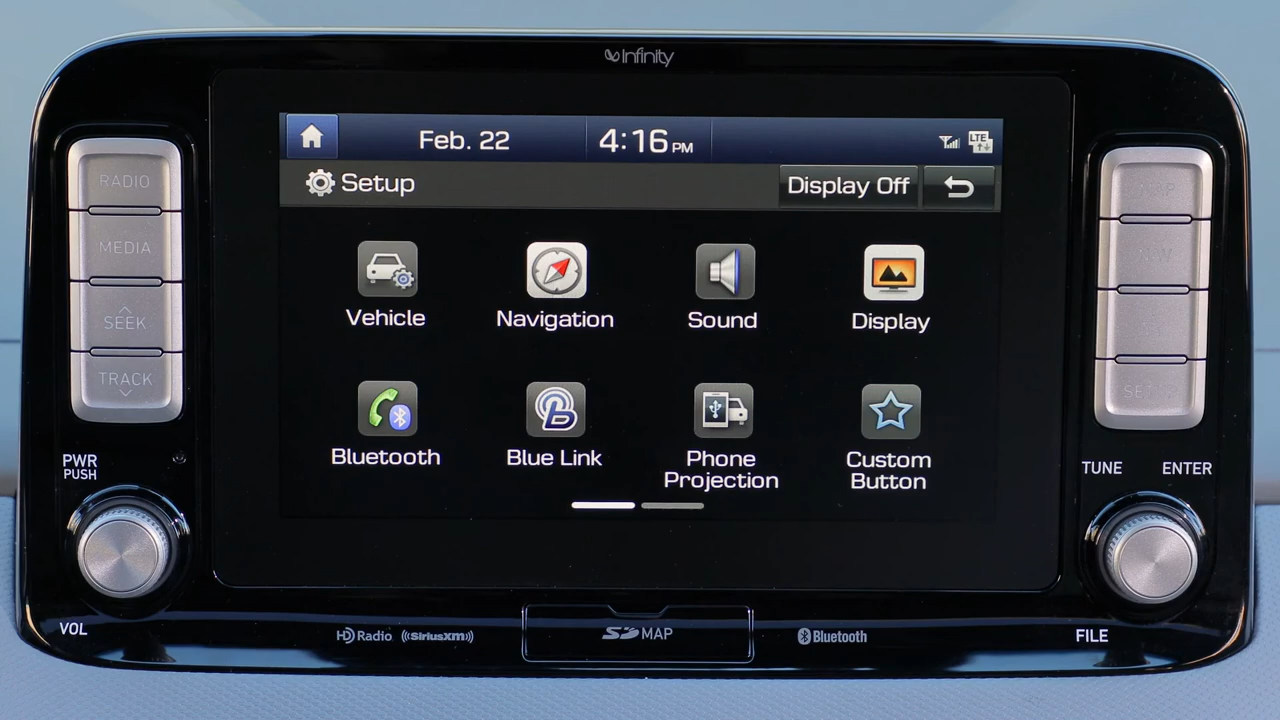 Infinity
Feb. 22 4:16 PM LTE
Setup Display Off
RADIO
MEDIA
SEEK
TRACK
Vehicle Navigation Sound Display
Bluetooth Blue Link Phone Projection Custom Button
PWR
PUSH
VOL
TUNE ENTER
FILE
HD Radio ((SiriusXM)) SD MAP Bluetooth